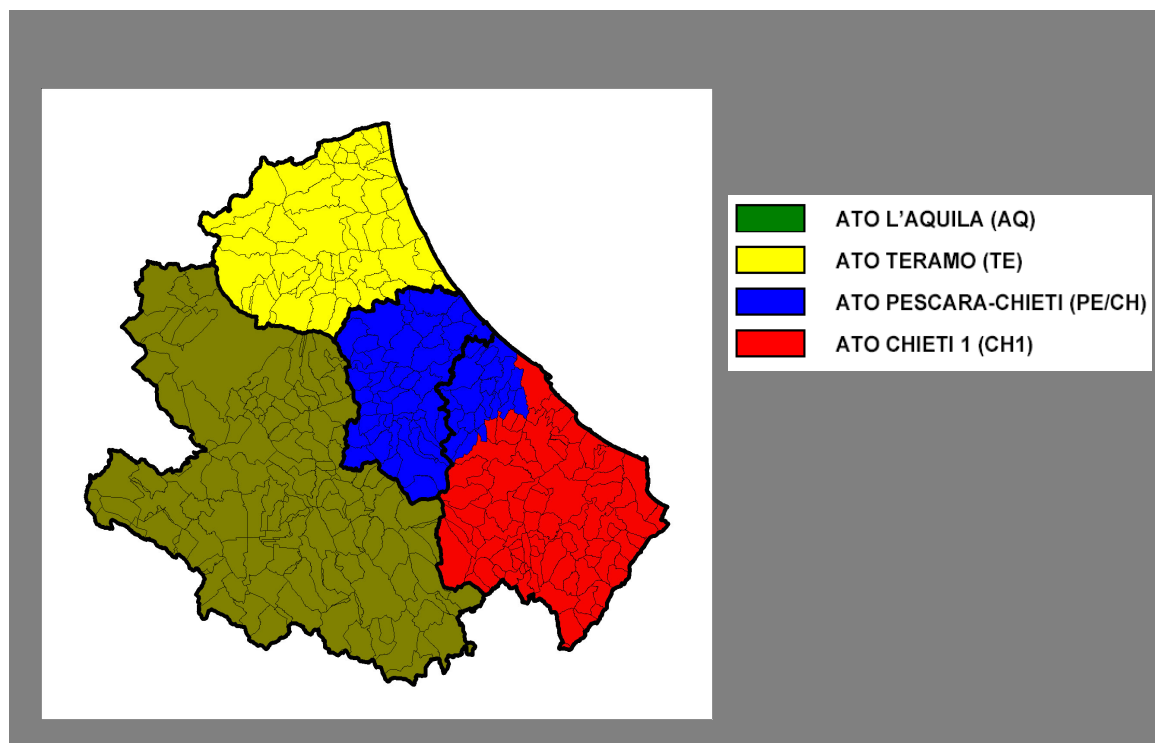 ATO L'AQUILA (AQ)
ATO TERAMO (TE)
ATO PESCARA-CHIETI (PE/CH)
ATO CHIETI 1 (CH1)